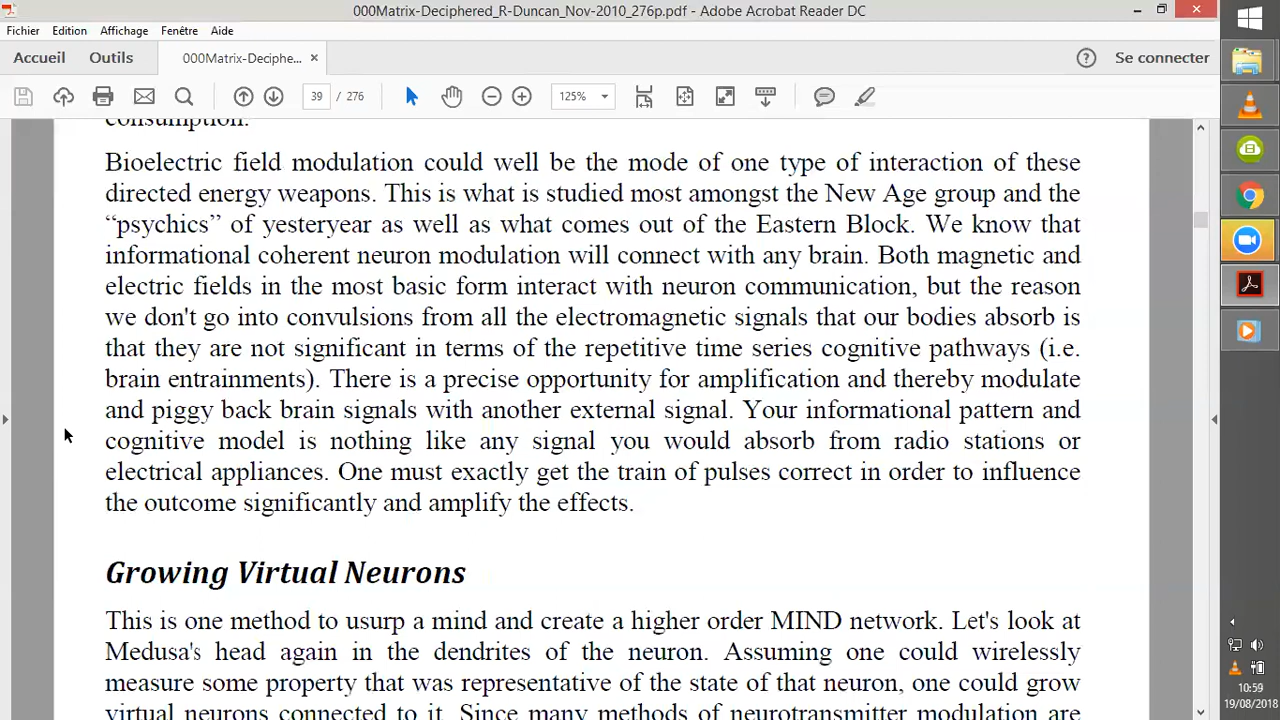 000Matrix-Deciphered_R-Duncan_Nov-2010_276p.pdf - Adobe Acrobat Reader DC
Fichier Edition Affichage Fenêtre Aide
Accueil Outils 000Matrix-Deciphe... × ? Se connecter
39 / 276 125%
consumption.
Bioelectric field modulation could well be the mode of one type of interaction of these
directed energy weapons. This is what is studied most amongst the New Age group and the
“psychics” of yesteryear as well as what comes out of the Eastern Block. We know that
informational coherent neuron modulation will connect with any brain. Both magnetic and
electric fields in the most basic form interact with neuron communication, but the reason
we don't go into convulsions from all the electromagnetic signals that our bodies absorb is
that they are not significant in terms of the repetitive time series cognitive pathways (i.e.
brain entrainments). There is a precise opportunity for amplification and thereby modulate
and piggy back brain signals with another external signal. Your informational pattern and
cognitive model is nothing like any signal you would absorb from radio stations or
electrical appliances. One must exactly get the train of pulses correct in order to influence
the outcome significantly and amplify the effects.
Growing Virtual Neurons
This is one method to usurp a mind and create a higher order MIND network. Let's look at
Medusa's head again in the dendrites of the neuron. Assuming one could wirelessly
measure some property that was representative of the state of that neuron, one could grow
virtual neurons connected to it. Since many methods of neurotransmitter modulation are
10:59
19/08/2018